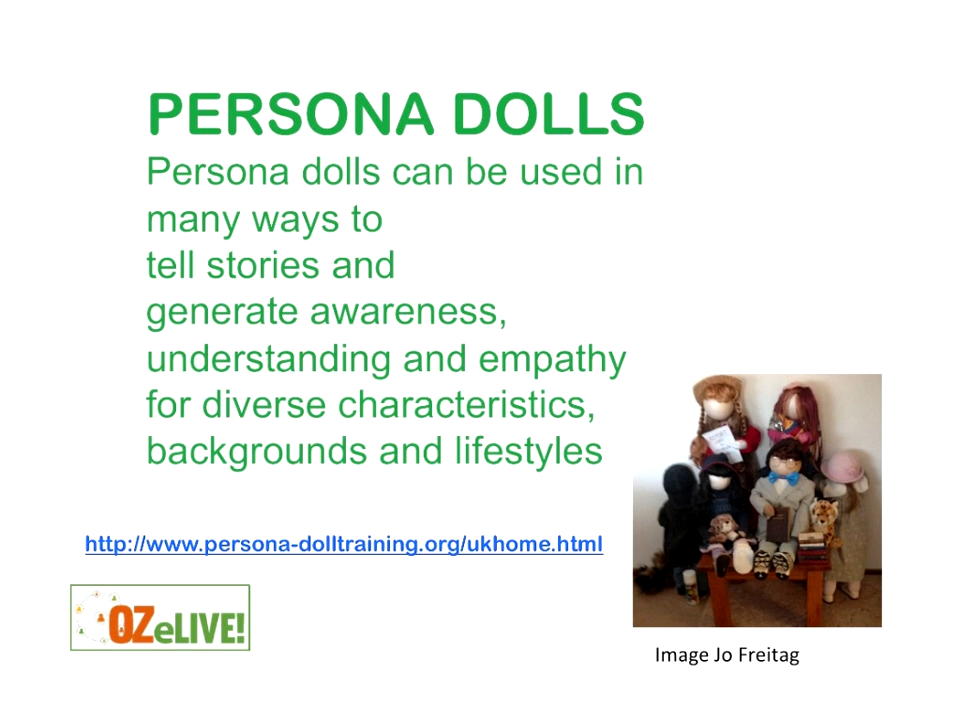 PERSONA DOLLS
Persona dolls can be used in
many ways to
tell stories and
generate awareness,
understanding and empathy
for diverse characteristics,
backgrounds and lifestyles
http://www.persona-dolltraining.org/ukhome.html
OZeLIVE!
Image Jo Freitag